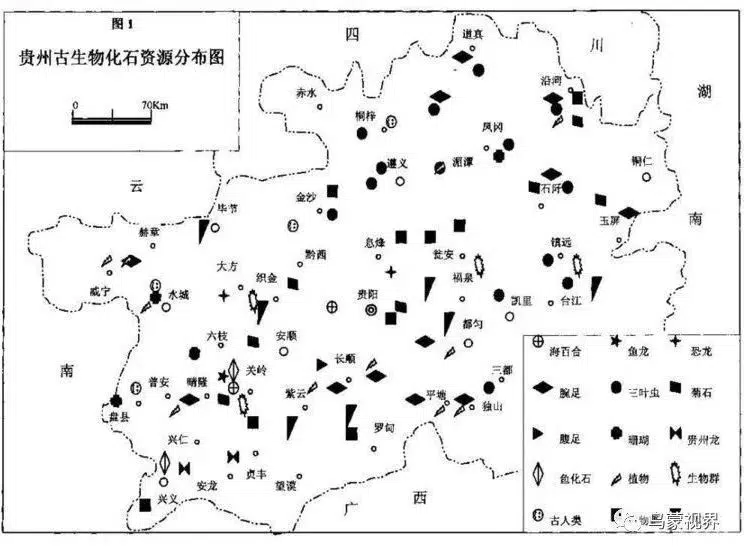 图1
贵州古生物化石资源分布图
0 70Km
四
川
湖
南
云
南
广
西
道真
沿河
赤水
桐梓
凤冈
遵义
湄潭
铜仁
石阡
玉屏
金沙
毕节
赫章
威宁
水城
大方
织金
黔西
息烽
瓮安
镇远
福泉
贵阳
凯里
台江
都匀
六枝
安顺
长顺
关岭
普安
晴隆
盘县
紫云
平塘
三都
独山
罗甸
兴仁
贞丰
安龙
望谟
兴义
海百合
鱼龙
恐龙
腕足
三叶虫
菊石
腹足
珊瑚
贵州龙
鱼化石
植物
生物群
古人类
乌蒙视界